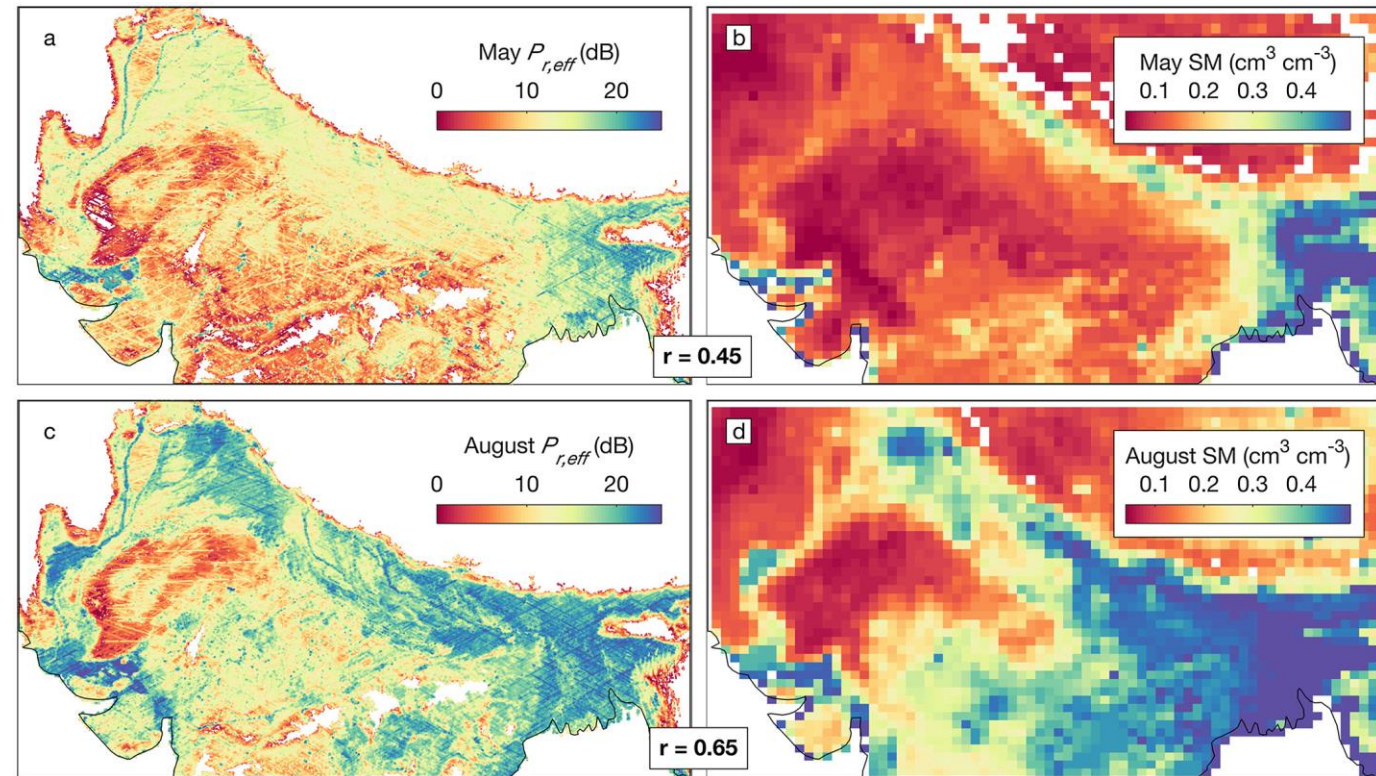 a
May P_{r,eff} (dB)
0 10 20
b
May SM (cm³ cm⁻³)
0.1 0.2 0.3 0.4
r = 0.45
c
August P_{r,eff} (dB)
0 10 20
d
August SM (cm³ cm⁻³)
0.1 0.2 0.3 0.4
r = 0.65